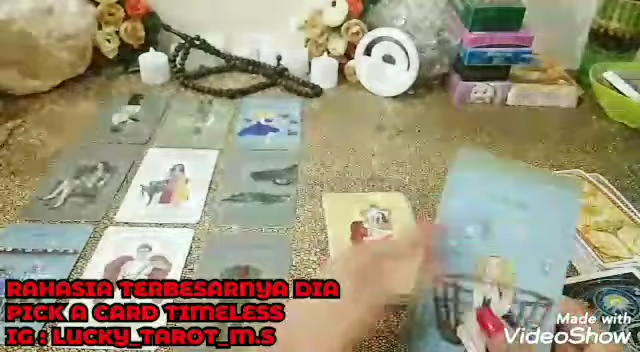 RAHASIA TERBESARNYA DIA
PICK A CARD TIMELESS
IG : LUCKY_TAROT_M.S
Made with
VideoShow